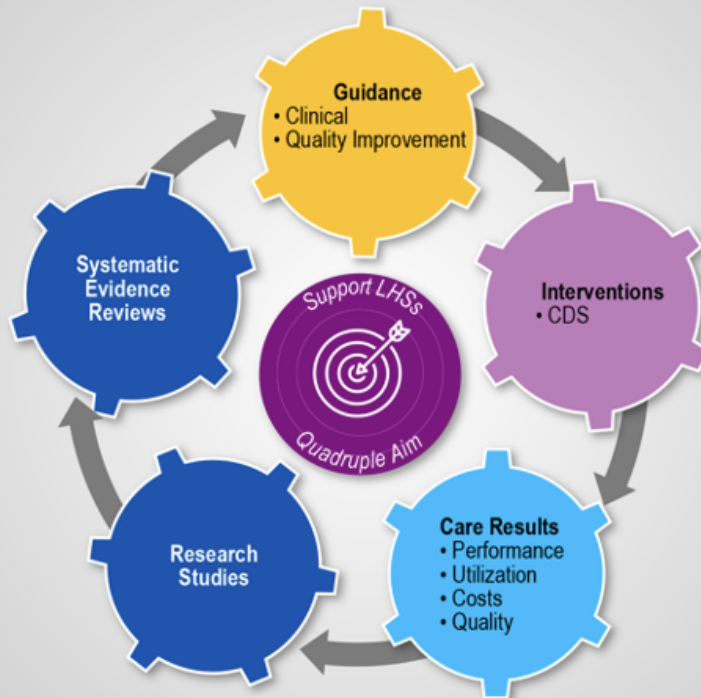 Guidance
• Clinical
• Quality Improvement
Interventions
• CDS
Care Results
• Performance
• Utilization
• Costs
• Quality
Research
Studies
Systematic
Evidence
Reviews
Support LHSs
Quadruple Aim